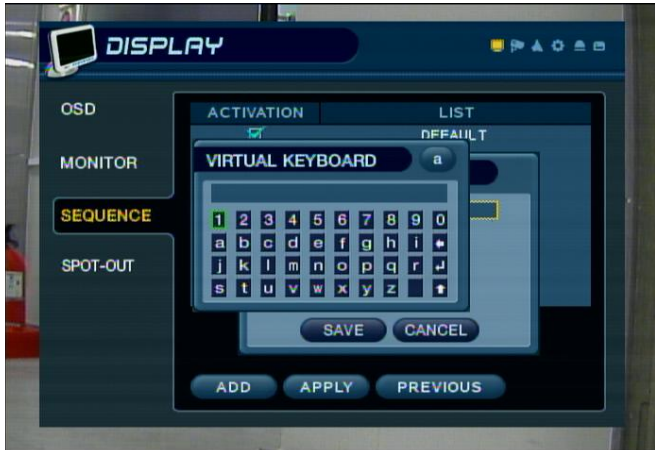 DISPLAY
OSD
MONITOR
SEQUENCE
SPOT-OUT
ACTIVATION LIST
DEFAULT
VIRTUAL KEYBOARD a
1 2 3 4 5 6 7 8 9 0
a b c d e f g h i
j k l m n o p q r
s t u v w x y z
SAVE CANCEL
ADD APPLY PREVIOUS